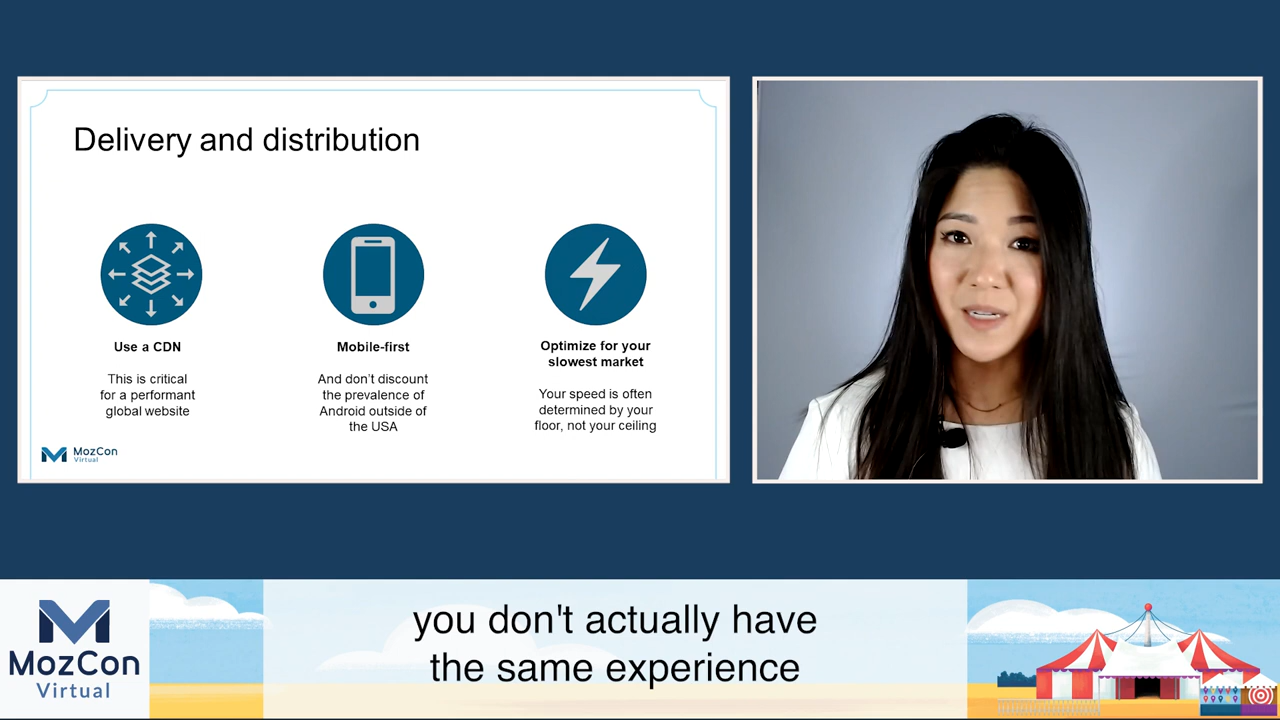 Delivery and distribution
Use a CDN
This is critical
for a performant
global website
Mobile-first
And don't discount
the prevalence of
Android outside of
the USA
Optimize for your
slowest market
Your speed is often
determined by your
floor, not your ceiling
MozCon
Virtual
MozCon
Virtual
you don't actually have
the same experience